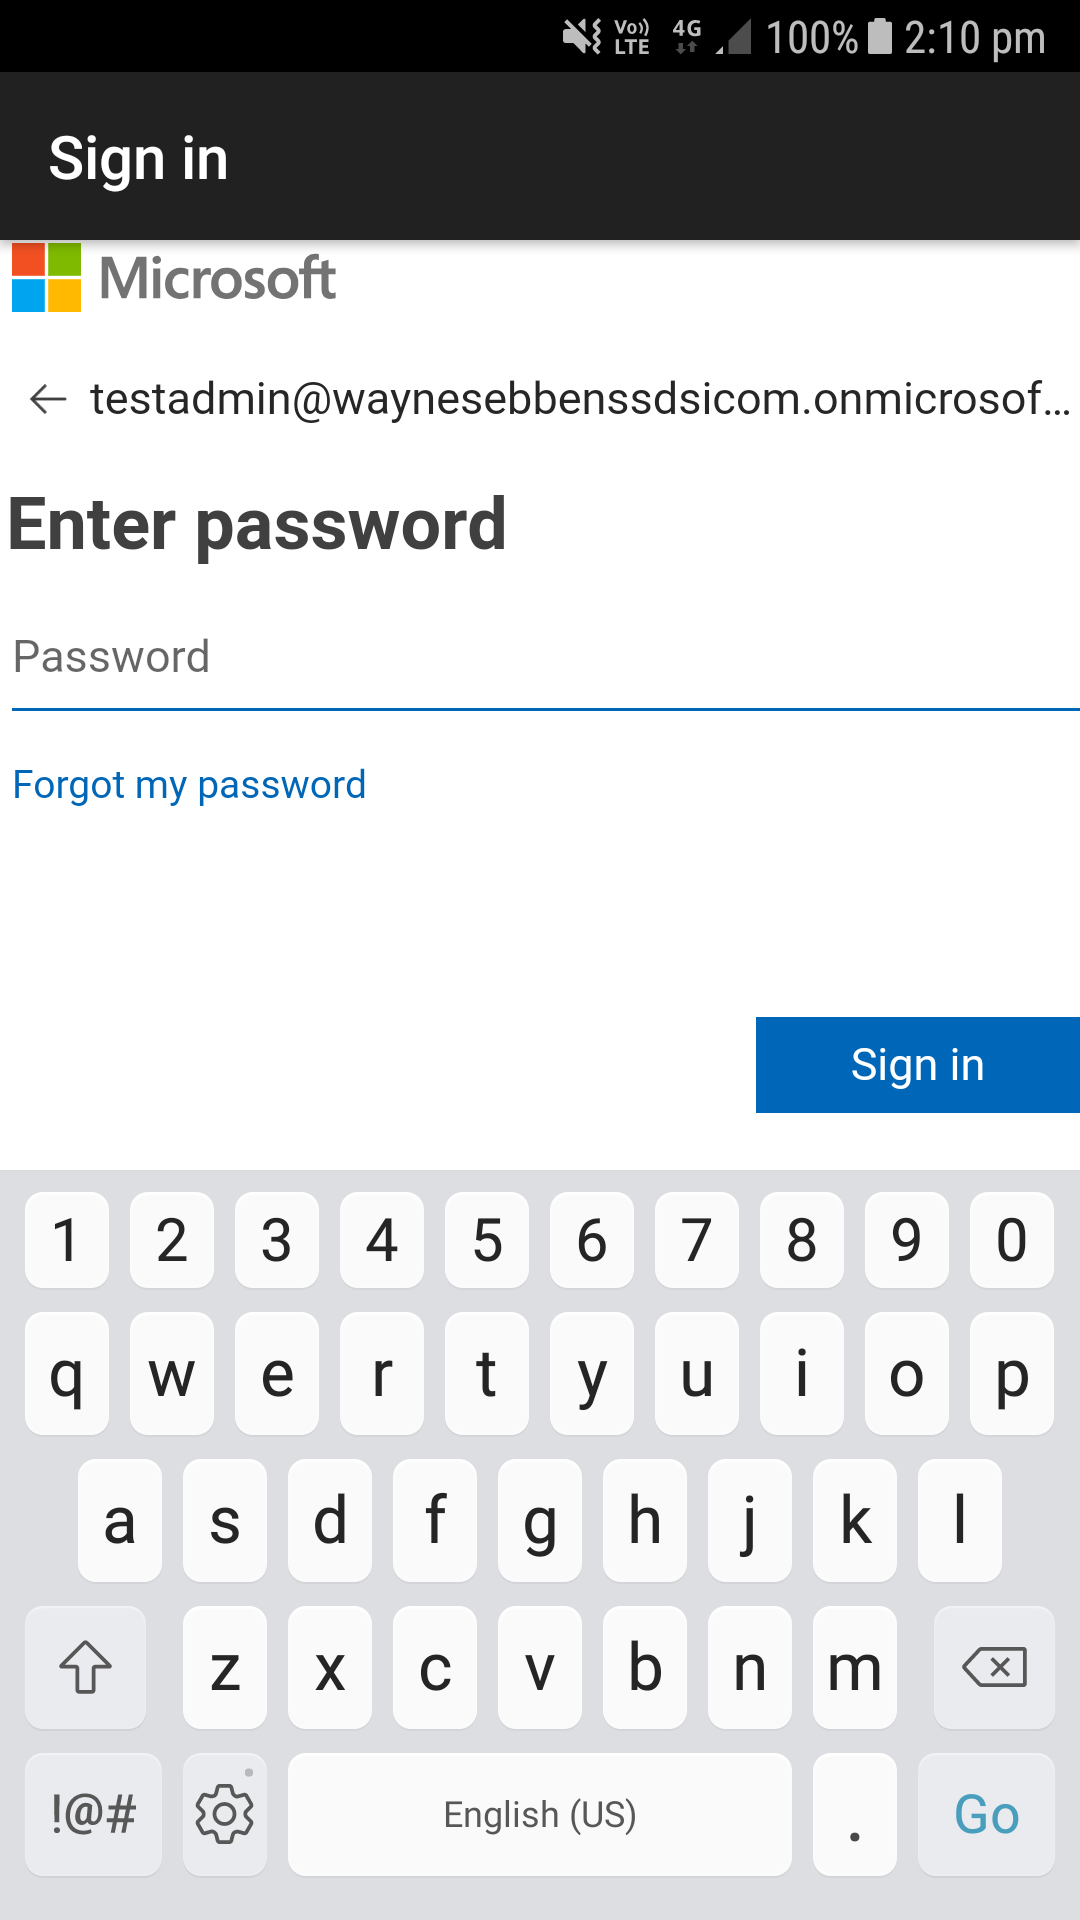 Vo)) LTE 4G 100% 2:10 pm
Sign in
Microsoft
testadmin@waynesebbenssdsicom.onmicrosof...
Enter password
Password
Forgot my password
Sign in
1 2 3 4 5 6 7 8 9 0
q w e r t y u i o p
a s d f g h j k l
z x c v b n m
!@# English (US) . Go